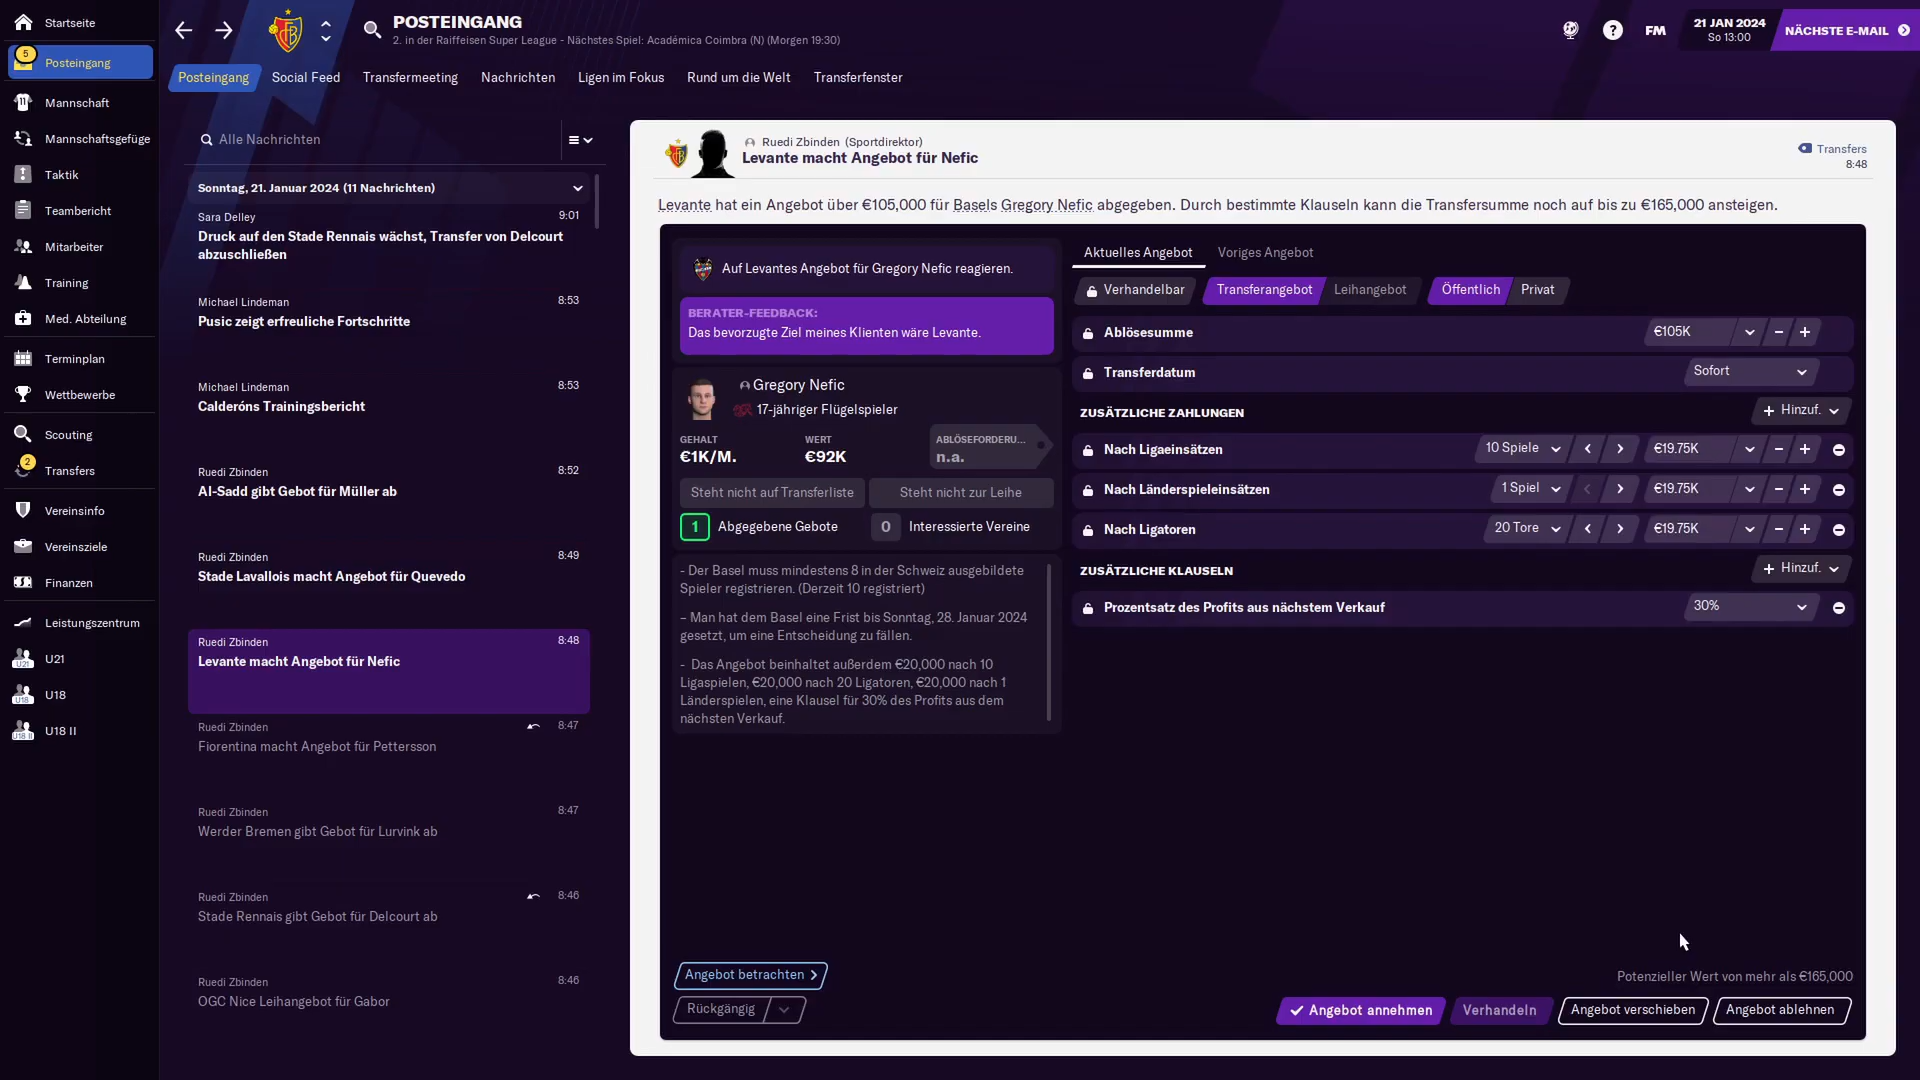 Startseite
5
Posteingang
Mannschaft
Mannschaftsgefüge
Taktik
Teambericht
Mitarbeiter
Training
Med. Abteilung
Terminplan
Wettbewerbe
Scouting
2
Transfers
Vereinsinfo
Vereinsziele
Finanzen
Leistungszentrum
U21
U21
U18
U18
U18 II
U18 II
POSTEINGANG
2. in der Raiffeisen Super League - Nächstes Spiel: Académica Coimbra (N) (Morgen 19:30)
FM
21 JAN 2024
So 13:00
NÄCHSTE E-MAIL
Posteingang
Social Feed
Transfermeeting
Nachrichten
Ligen im Fokus
Rund um die Welt
Transferfenster
Alle Nachrichten
Sonntag, 21. Januar 2024 (11 Nachrichten)
Sara Delley 9:01
Druck auf den Stade Rennais wächst, Transfer von Delcourt
abzuschließen
Michael Lindeman 8:53
Pusic zeigt erfreuliche Fortschritte
Michael Lindeman 8:53
Calderóns Trainingsbericht
Ruedi Zbinden 8:52
Al-Sadd gibt Gebot für Müller ab
Ruedi Zbinden 8:49
Stade Lavallois macht Angebot für Quevedo
Ruedi Zbinden 8:48
Levante macht Angebot für Nefic
Ruedi Zbinden 8:47
Fiorentina macht Angebot für Pettersson
Ruedi Zbinden 8:47
Werder Bremen gibt Gebot für Lurvink ab
Ruedi Zbinden 8:46
Stade Rennais gibt Gebot für Delcourt ab
Ruedi Zbinden 8:46
OGC Nice Leihangebot für Gabor
Ruedi Zbinden (Sportdirektor)
Levante macht Angebot für Nefic
Transfers
8:48
Levante hat ein Angebot über €105,000 für Basels Gregory Nefic abgegeben. Durch bestimmte Klauseln kann die Transfersumme noch auf bis zu €165,000 ansteigen.
Auf Levantes Angebot für Gregory Nefic reagieren.
BERATER-FEEDBACK:
Das bevorzugte Ziel meines Klienten wäre Levante.
Gregory Nefic
17-jähriger Flügelspieler
GEHALT WERT ABLÖSEFORDERU...
€1K/M. €92K n.a.
Steht nicht auf Transferliste Steht nicht zur Leihe
1 Abgegebene Gebote 0 Interessierte Vereine
- Der Basel muss mindestens 8 in der Schweiz ausgebildete
Spieler registrieren. (Derzeit 10 registriert)
– Man hat dem Basel eine Frist bis Sonntag, 28. Januar 2024
gesetzt, um eine Entscheidung zu fällen.
- Das Angebot beinhaltet außerdem €20,000 nach 10
Ligaspielen, €20,000 nach 20 Ligatoren, €20,000 nach 1
Länderspielen, eine Klausel für 30% des Profits aus dem
nächsten Verkauf.
Angebot betrachten
Rückgängig
Aktuelles Angebot Voriges Angebot
Verhandelbar Transferangebot Leihangebot Öffentlich Privat
Ablösesumme €105K
Transferdatum Sofort
ZUSÄTZLICHE ZAHLUNGEN Hinzuf.
Nach Ligaeinsätzen 10 Spiele €19.75K
Nach Länderspieleinsätzen 1 Spiel €19.75K
Nach Ligatoren 20 Tore €19.75K
ZUSÄTZLICHE KLAUSELN Hinzuf.
Prozentsatz des Profits aus nächstem Verkauf 30%
Potenzieller Wert von mehr als €165,000
Angebot annehmen Verhandeln Angebot verschieben Angebot ablehnen